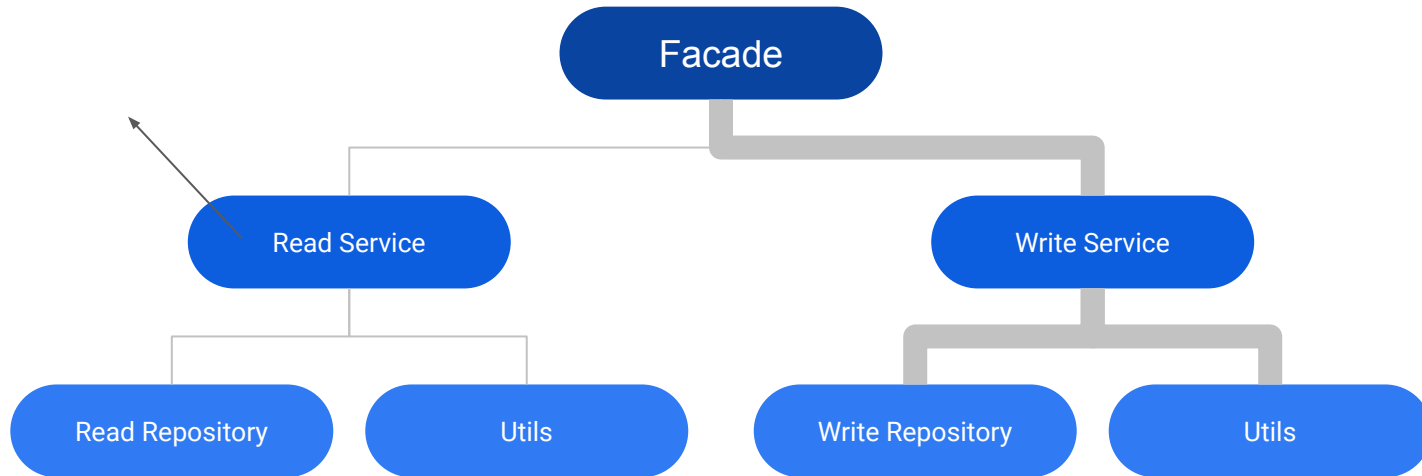 Facade
Read Service
Write Service
Read Repository
Utils
Write Repository
Utils